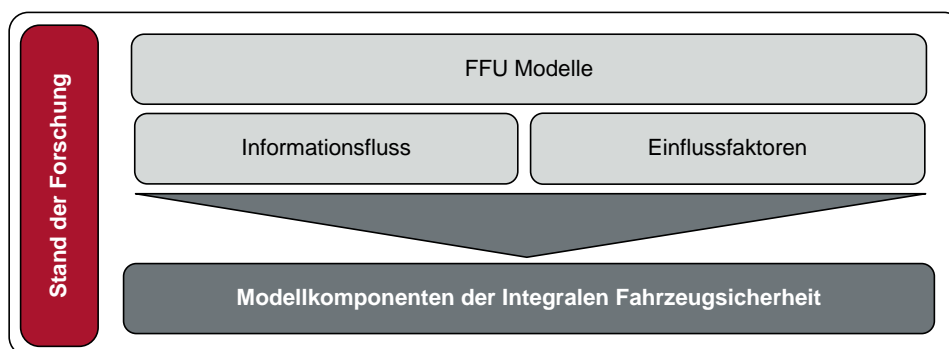 Stand der Forschung
FFU Modelle
Informationsfluss
Einflussfaktoren
Modellkomponenten der Integralen Fahrzeugsicherheit